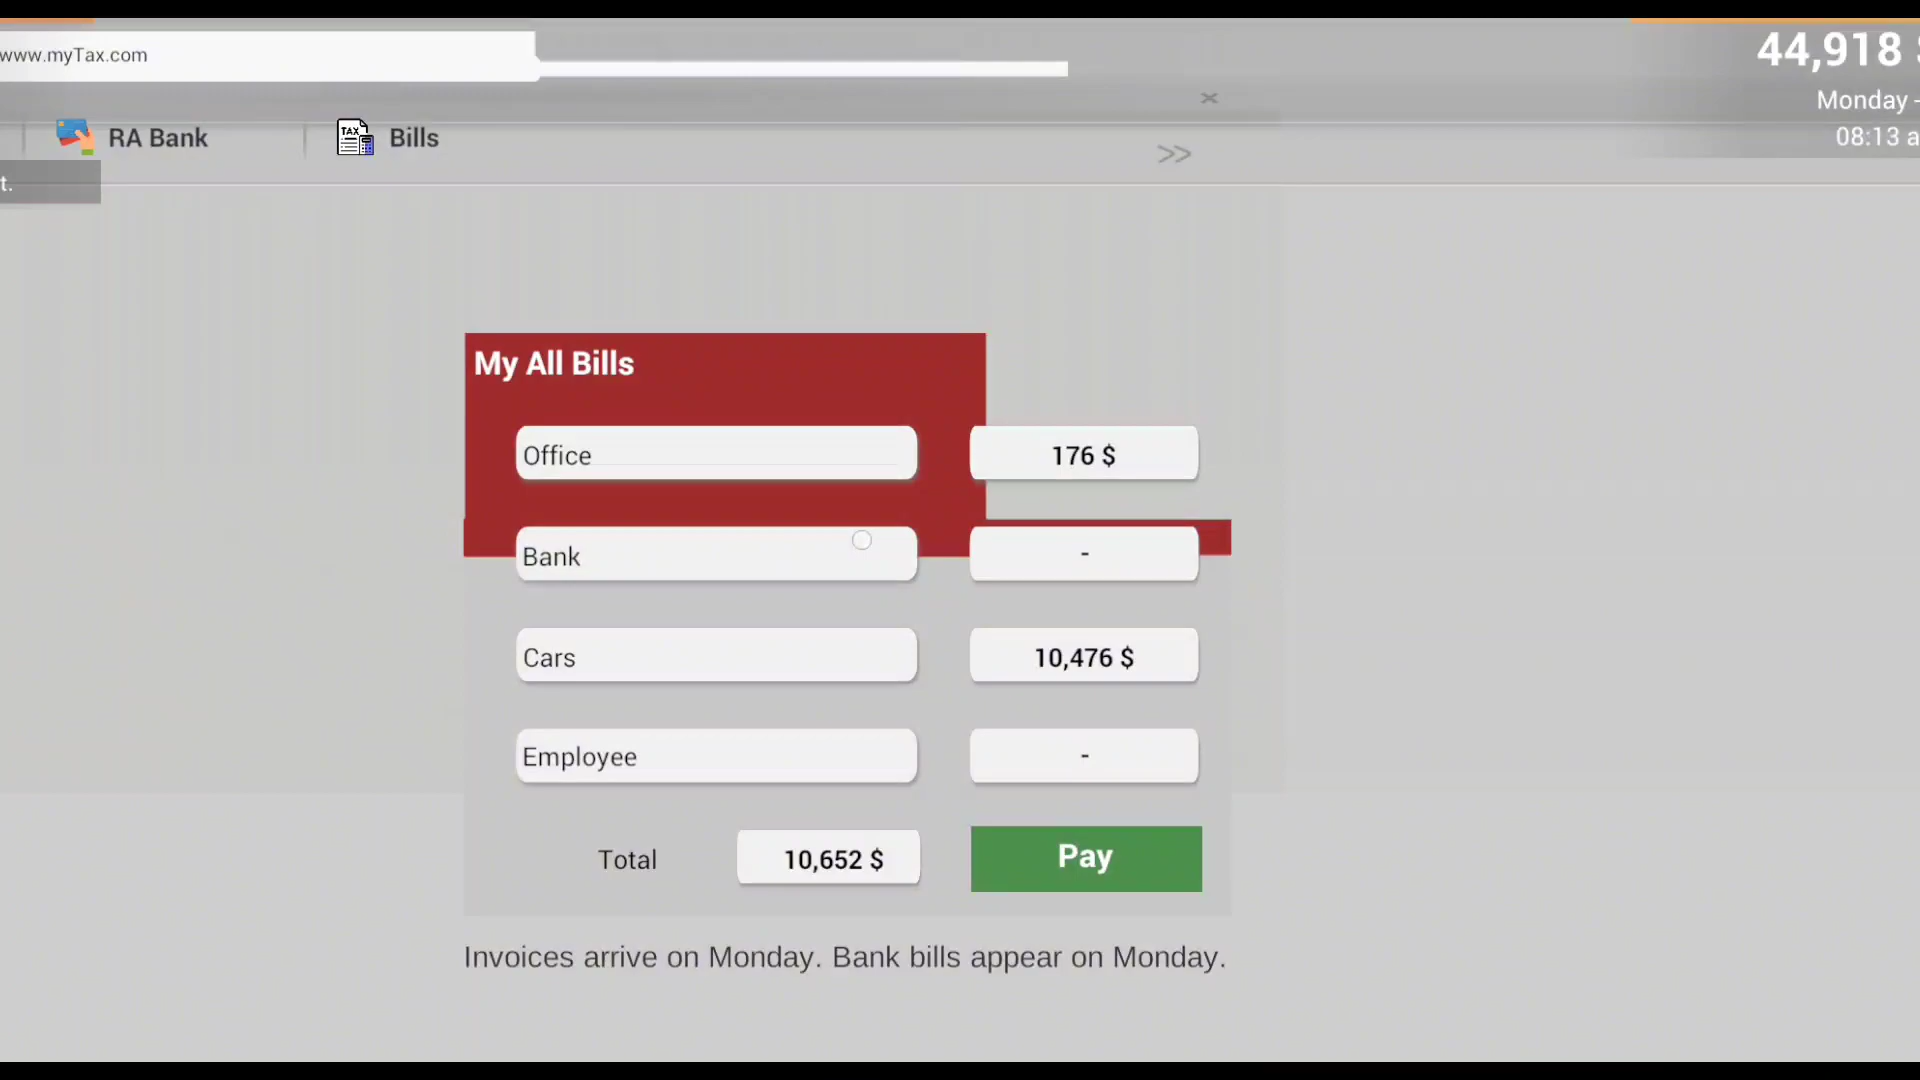 www.myTax.com
44,918 $
Monday -
08:13 a
RA Bank
TAX
Bills
>>
t.
My All Bills
Office 176 $
Bank -
Cars 10,476 $
Employee -
Total 10,652 $ Pay
Invoices arrive on Monday. Bank bills appear on Monday.